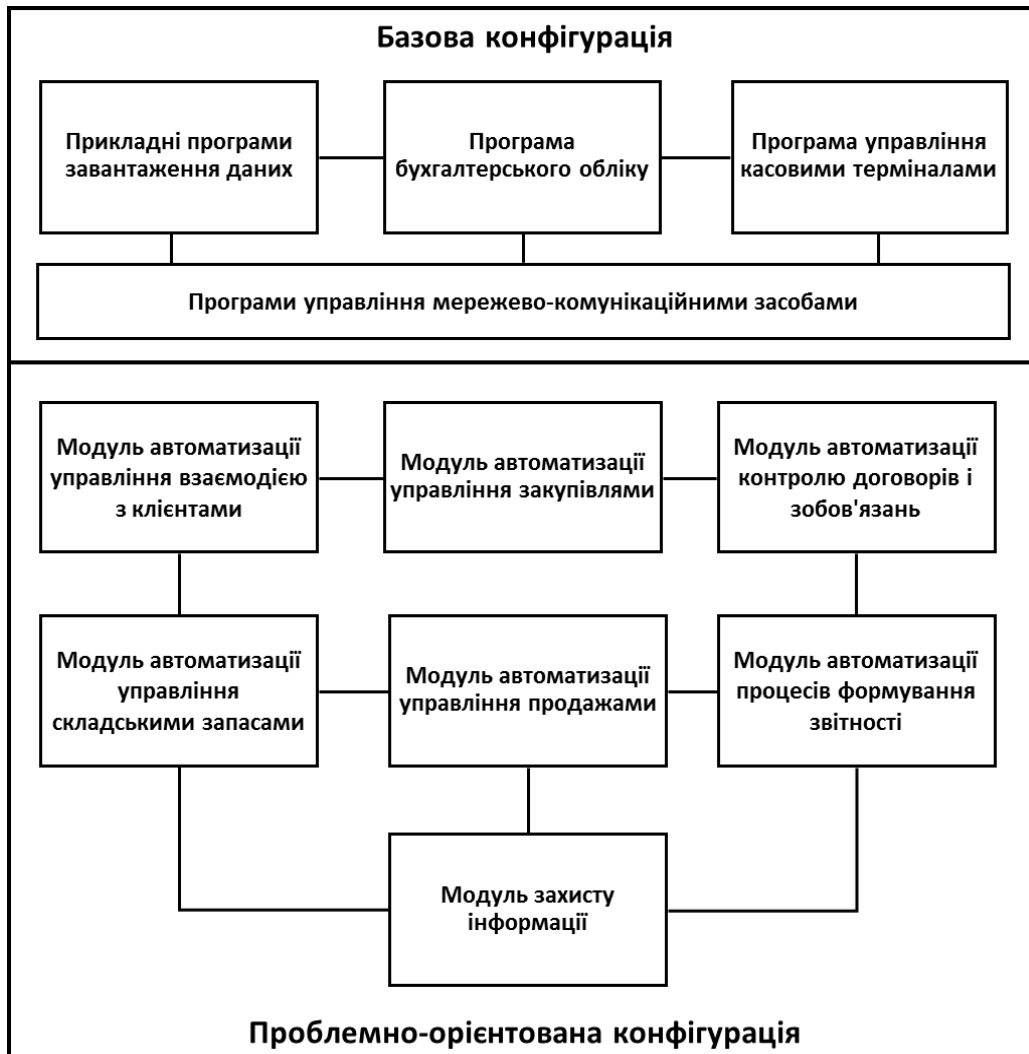 Базова конфігурація
Прикладні програми
завантаження даних
Програма
бухгалтерського обліку
Програма управління
касовими терміналами
Програми управління мережево-комунікаційними засобами
Модуль автоматизації
управління взаємодією
з клієнтами
Модуль автоматизації
управління закупівлями
Модуль автоматизації
контролю договорів і
зобов'язань
Модуль автоматизації
управління
складськими запасами
Модуль автоматизації
управління продажами
Модуль автоматизації
процесів формування
звітності
Модуль захисту
інформації
Проблемно-орієнтована конфігурація